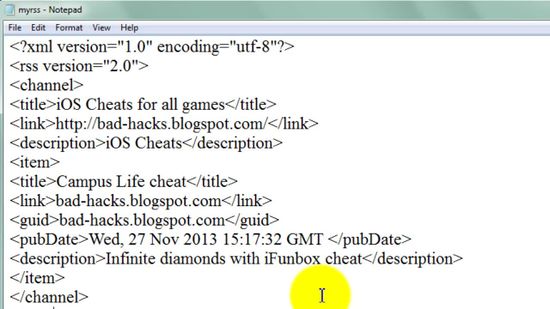 myrss - Notepad
File Edit Format View Help
<?xml version="1.0" encoding="utf-8"?>
<rss version="2.0">
<channel>
<title>iOS Cheats for all games</title>
<link>http://bad-hacks.blogspot.com/</link>
<description>iOS Cheats</description>
<item>
<title>Campus Life cheat</title>
<link>bad-hacks.blogspot.com</link>
<guid>bad-hacks.blogspot.com</guid>
<pubDate>Wed, 27 Nov 2013 15:17:32 GMT </pubDate>
<description>Infinite diamonds with iFunbox cheat</description>
</item>
</channel>